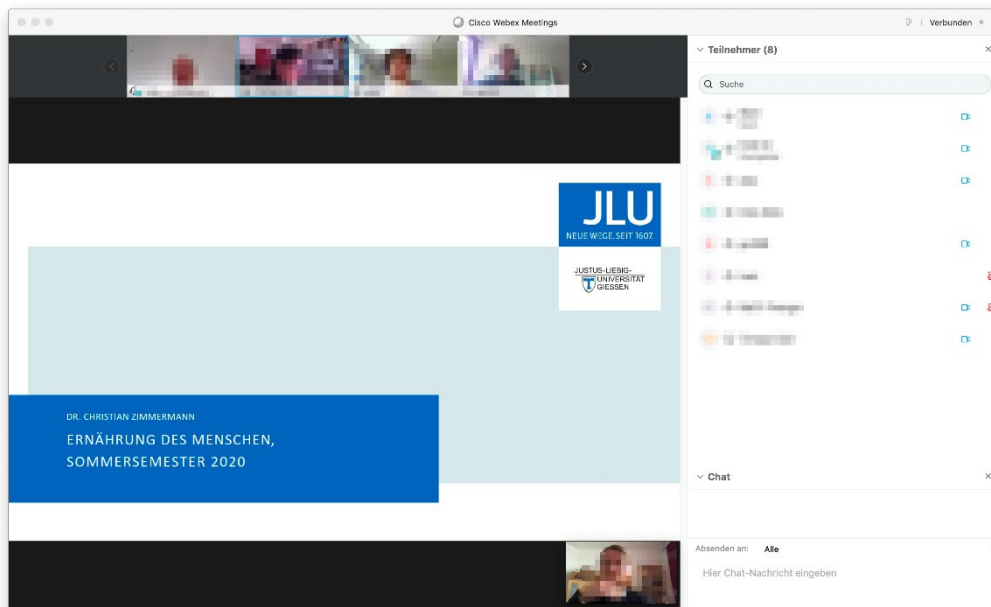 Cisco Webex Meetings
Verbunden
Teilnehmer (8)
Suche
JLU
NEUE WEGE. SEIT 1607.
JUSTUS-LIEBIG-
UNIVERSITÄT
GIESSEN
DR. CHRISTIAN ZIMMERMANN
ERNÄHRUNG DES MENSCHEN,
SOMMERSEMESTER 2020
Chat
Absenden an: Alle
Hier Chat-Nachricht eingeben